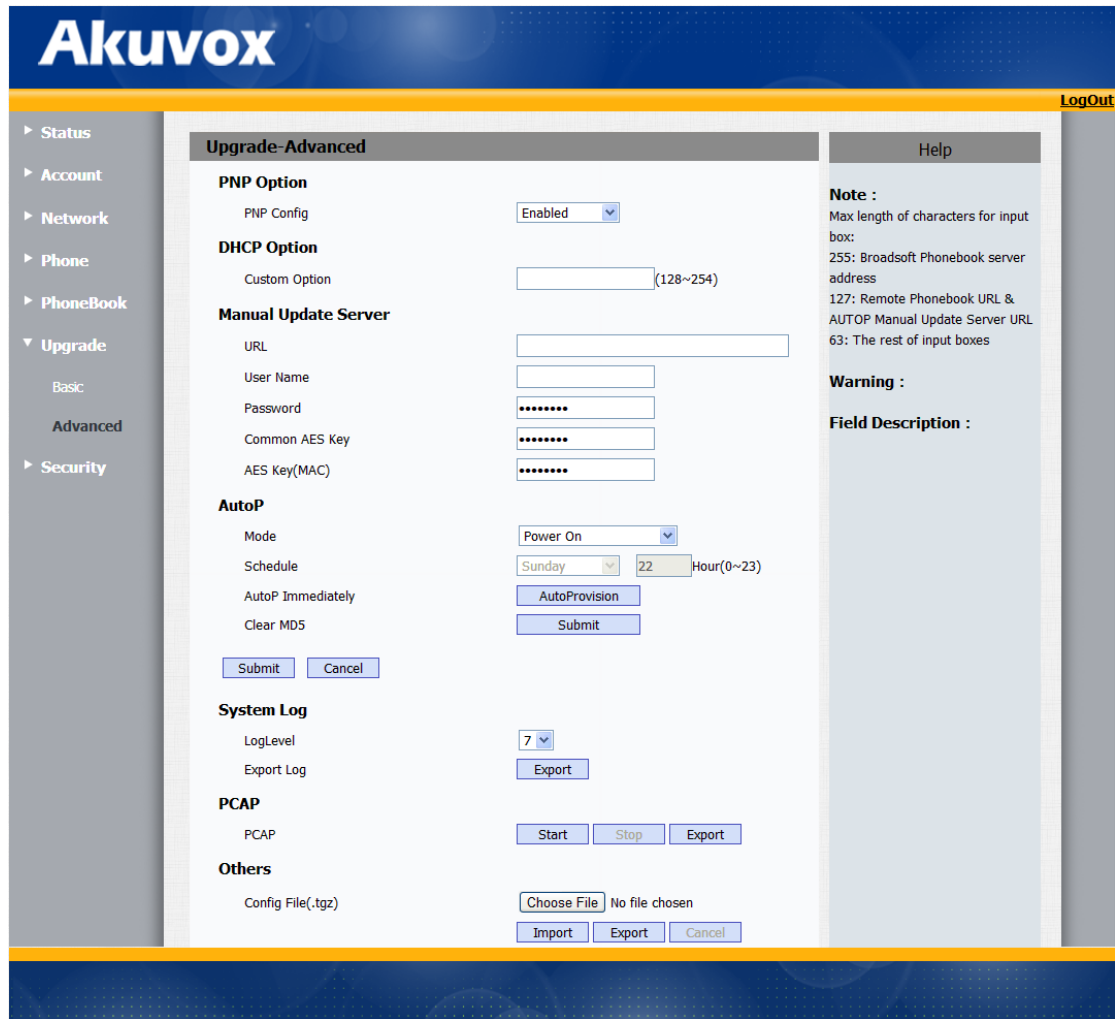 Akuvox
LogOut
Status
Account
Network
Phone
PhoneBook
Upgrade
Basic
Advanced
Security
Upgrade-Advanced
PNP Option
PNP Config Enabled
DHCP Option
Custom Option (128~254)
Manual Update Server
URL
User Name
Password ••••••••
Common AES Key ••••••••
AES Key(MAC) ••••••••
AutoP
Mode Power On
Schedule Sunday 22 Hour(0~23)
AutoP Immediately AutoProvision
Clear MD5 Submit
Submit Cancel
System Log
LogLevel 7
Export Log Export
PCAP
PCAP Start Stop Export
Others
Config File(.tgz) Choose File No file chosen
Import Export Cancel
Help
Note :
Max length of characters for input
box:
255: Broadsoft Phonebook server
address
127: Remote Phonebook URL &
AUTOP Manual Update Server URL
63: The rest of input boxes
Warning :
Field Description :